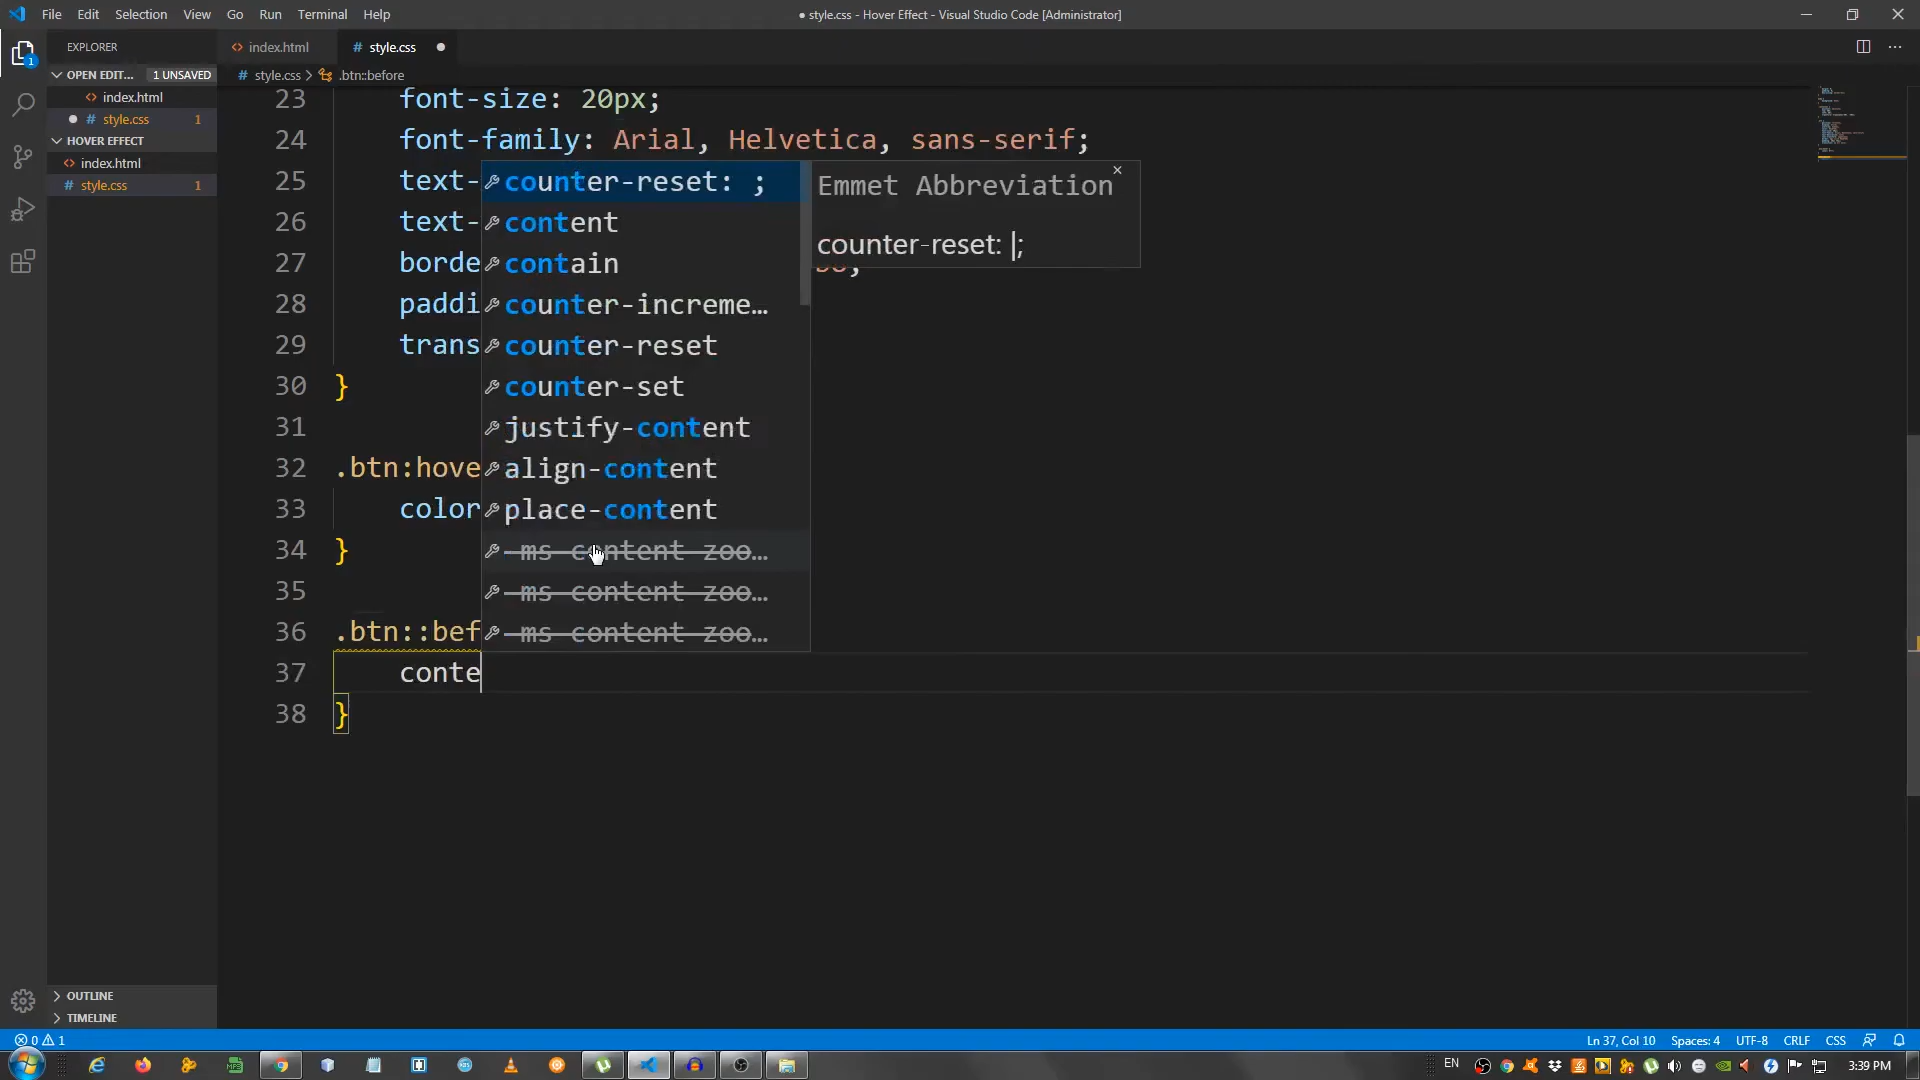 File Edit Selection View Go Run Terminal Help
● style.css - Hover Effect - Visual Studio Code [Administrator]
EXPLORER
index.html
# style.css ●
OPEN EDIT... 1 UNSAVED
# style.css > .btn::before
index.html
● # style.css 1
HOVER EFFECT
index.html
# style.css 1
23 font-size: 20px;
24 font-family: Arial, Helvetica, sans-serif;
25 text-
26 text-
27 borde
28 paddi
29 trans
30 }
31
32 .btn:hove
33 color
34 }
35
36 .btn::bef
37 conte
38 }
counter-reset: ;
content
contain
counter-increme…
counter-reset
counter-set
justify-content
align-content
place-content
-ms-content-zoo…
-ms-content-zoo…
-ms-content-zoo…
Emmet Abbreviation
counter-reset: |;
OUTLINE
TIMELINE
0 1
Ln 37, Col 10 Spaces: 4 UTF-8 CRLF CSS
EN
3:39 PM